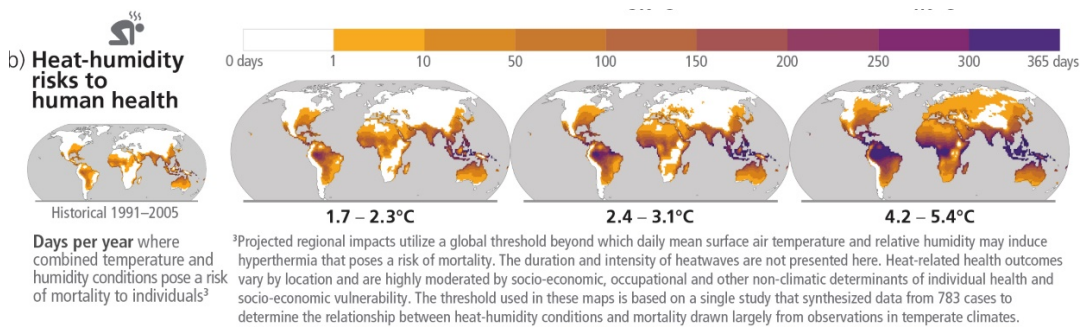 b) Heat-humidity
risks to
human health
0 days 1 10 50 100 150 200 250 300 365 days
Historical 1991–2005
1.7 – 2.3°C 2.4 – 3.1°C 4.2 – 5.4°C
Days per year where
combined temperature and
humidity conditions pose a risk
of mortality to individuals³
³Projected regional impacts utilize a global threshold beyond which daily mean surface air temperature and relative humidity may induce
hyperthermia that poses a risk of mortality. The duration and intensity of heatwaves are not presented here. Heat-related health outcomes
vary by location and are highly moderated by socio-economic, occupational and other non-climatic determinants of individual health and
socio-economic vulnerability. The threshold used in these maps is based on a single study that synthesized data from 783 cases to
determine the relationship between heat-humidity conditions and mortality drawn largely from observations in temperate climates.